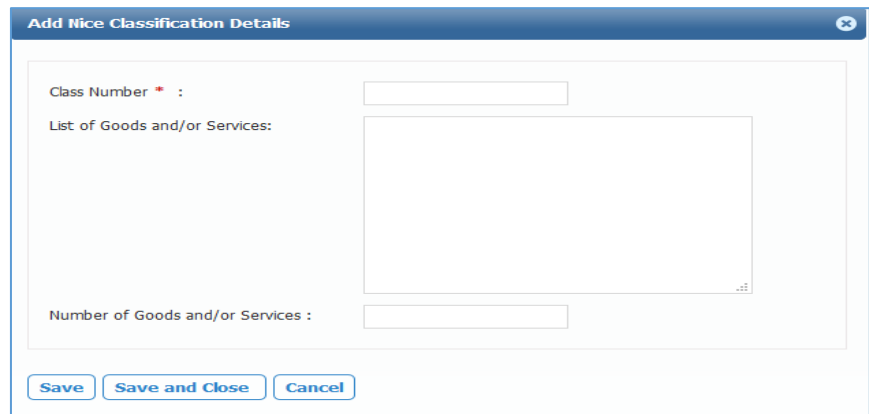 Add Nice Classification Details
Class Number * :
List of Goods and/or Services:
Number of Goods and/or Services :
Save Save and Close Cancel